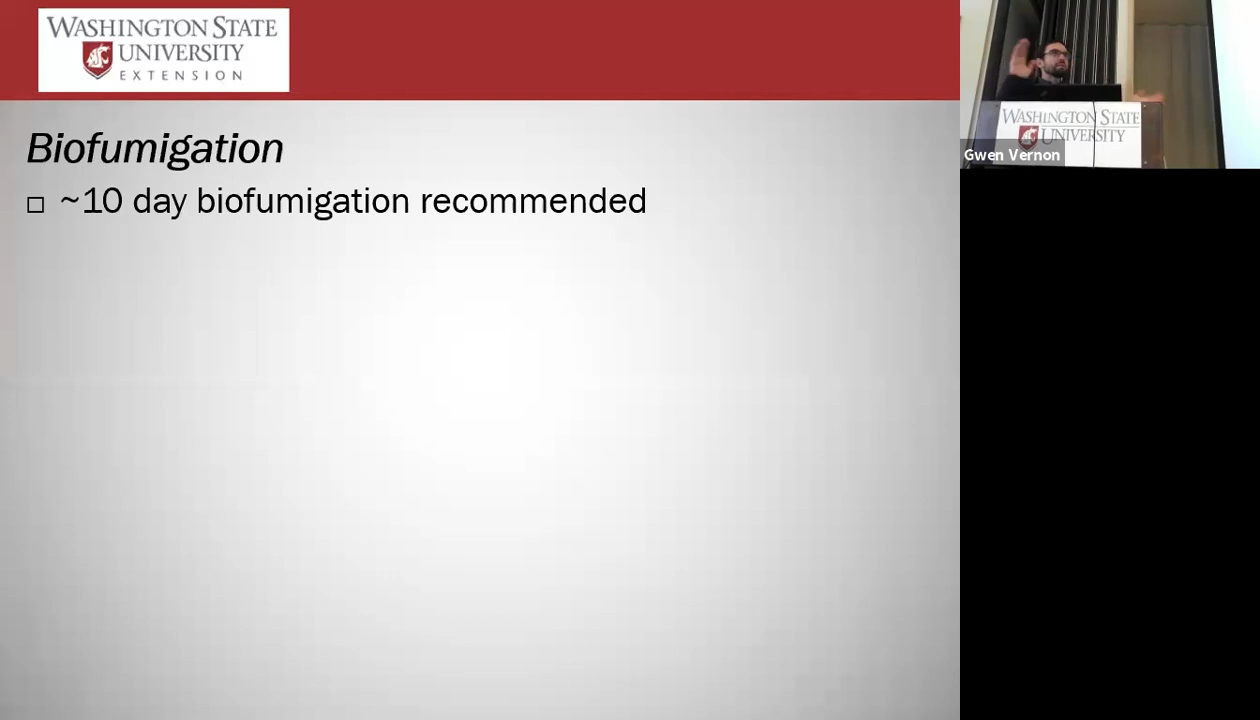 WASHINGTON STATE
UNIVERSITY
EXTENSION
Biofumigation
~10 day biofumigation recommended
WASHINGTON STATE
UNIVERSITY
Gwen Vernon